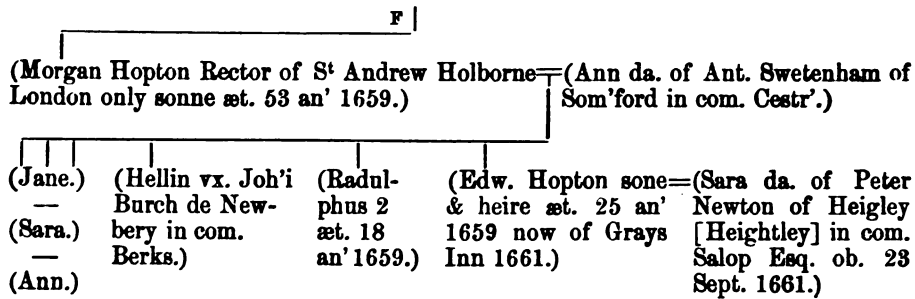 F
(Morgan Hopton Rector of Sᵗ Andrew Holborne=(Ann da. of Ant. Swetenham of
London only sonne æt. 53 an' 1659.) Som'ford in com. Cestr'.)
(Jane.) (Hellin vx. Joh'i (Radul- (Edw. Hopton sone=(Sara da. of Peter
— Burch de New- phus 2 & heire æt. 25 an' Newton of Heigley
(Sara.) bery in com. æt. 18 1659 now of Grays [Heightley] in com.
— Berks.) an' 1659.) Inn 1661.) Salop Esq. ob. 23
(Ann.) Sept. 1661.)